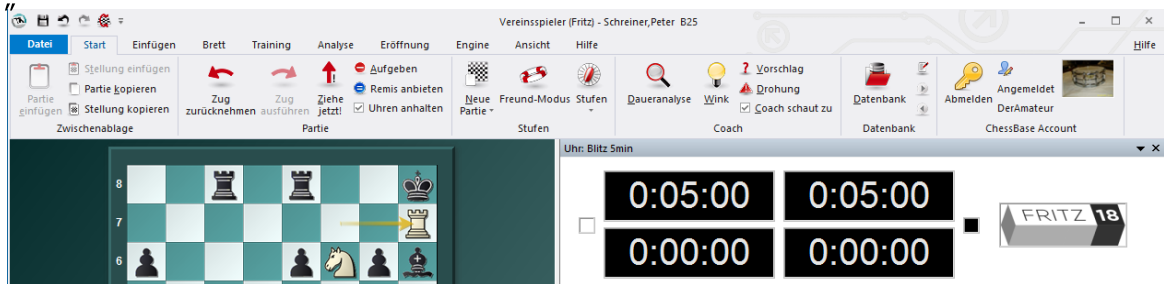 "
Vereinsspieler (Fritz) - Schreiner,Peter B25
Datei Start Einfügen Brett Training Analyse Eröffnung Engine Ansicht Hilfe Hilfe
Partie
einfügen
Stellung einfügen
Partie kopieren
Stellung kopieren
Zwischenablage
Zug
zurücknehmen
Zug
ausführen
Ziehe
jetzt!
Aufgeben
Remis anbieten
Uhren anhalten
Partie
Neue
Partie
Freund-Modus
Stufen
Stufen
Daueranalyse
Wink
Vorschlag
Drohung
Coach schaut zu
Coach
Datenbank
Datenbank
Abmelden
Angemeldet
DerAmateur
ChessBase Account
Uhr: Blitz 5min
8
7
6
0:05:00 0:05:00
0:00:00 0:00:00
FRITZ 18